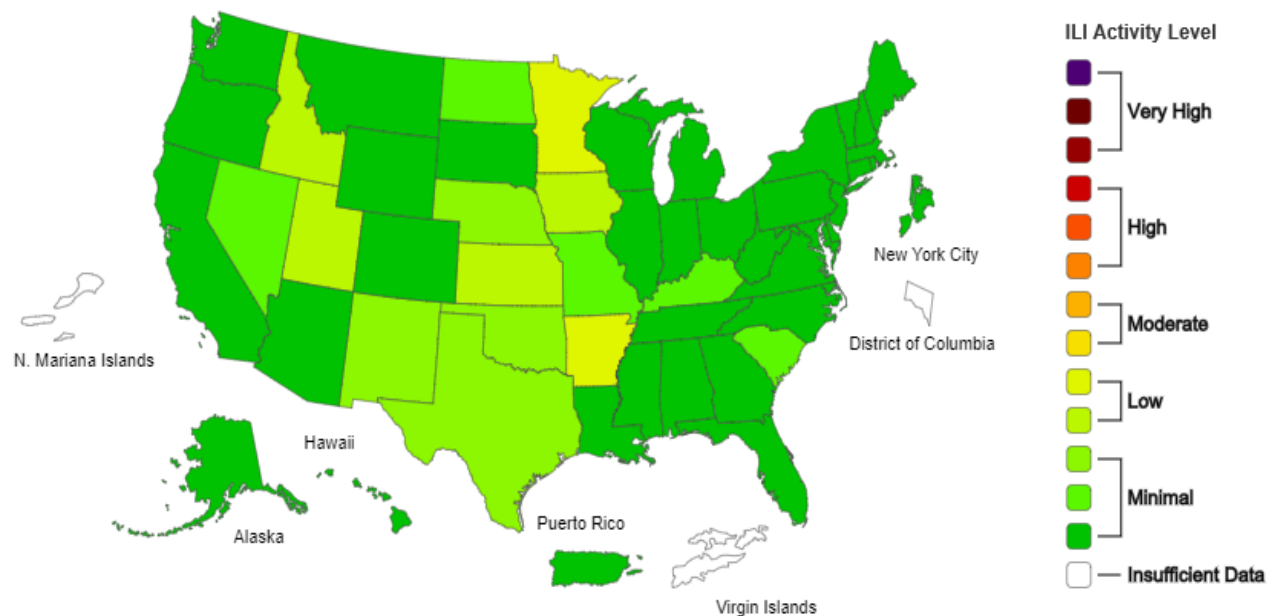 ILI Activity Level
Very High
High
Moderate
Low
Minimal
Insufficient Data
New York City
District of Columbia
N. Mariana Islands
Hawaii
Alaska
Puerto Rico
Virgin Islands